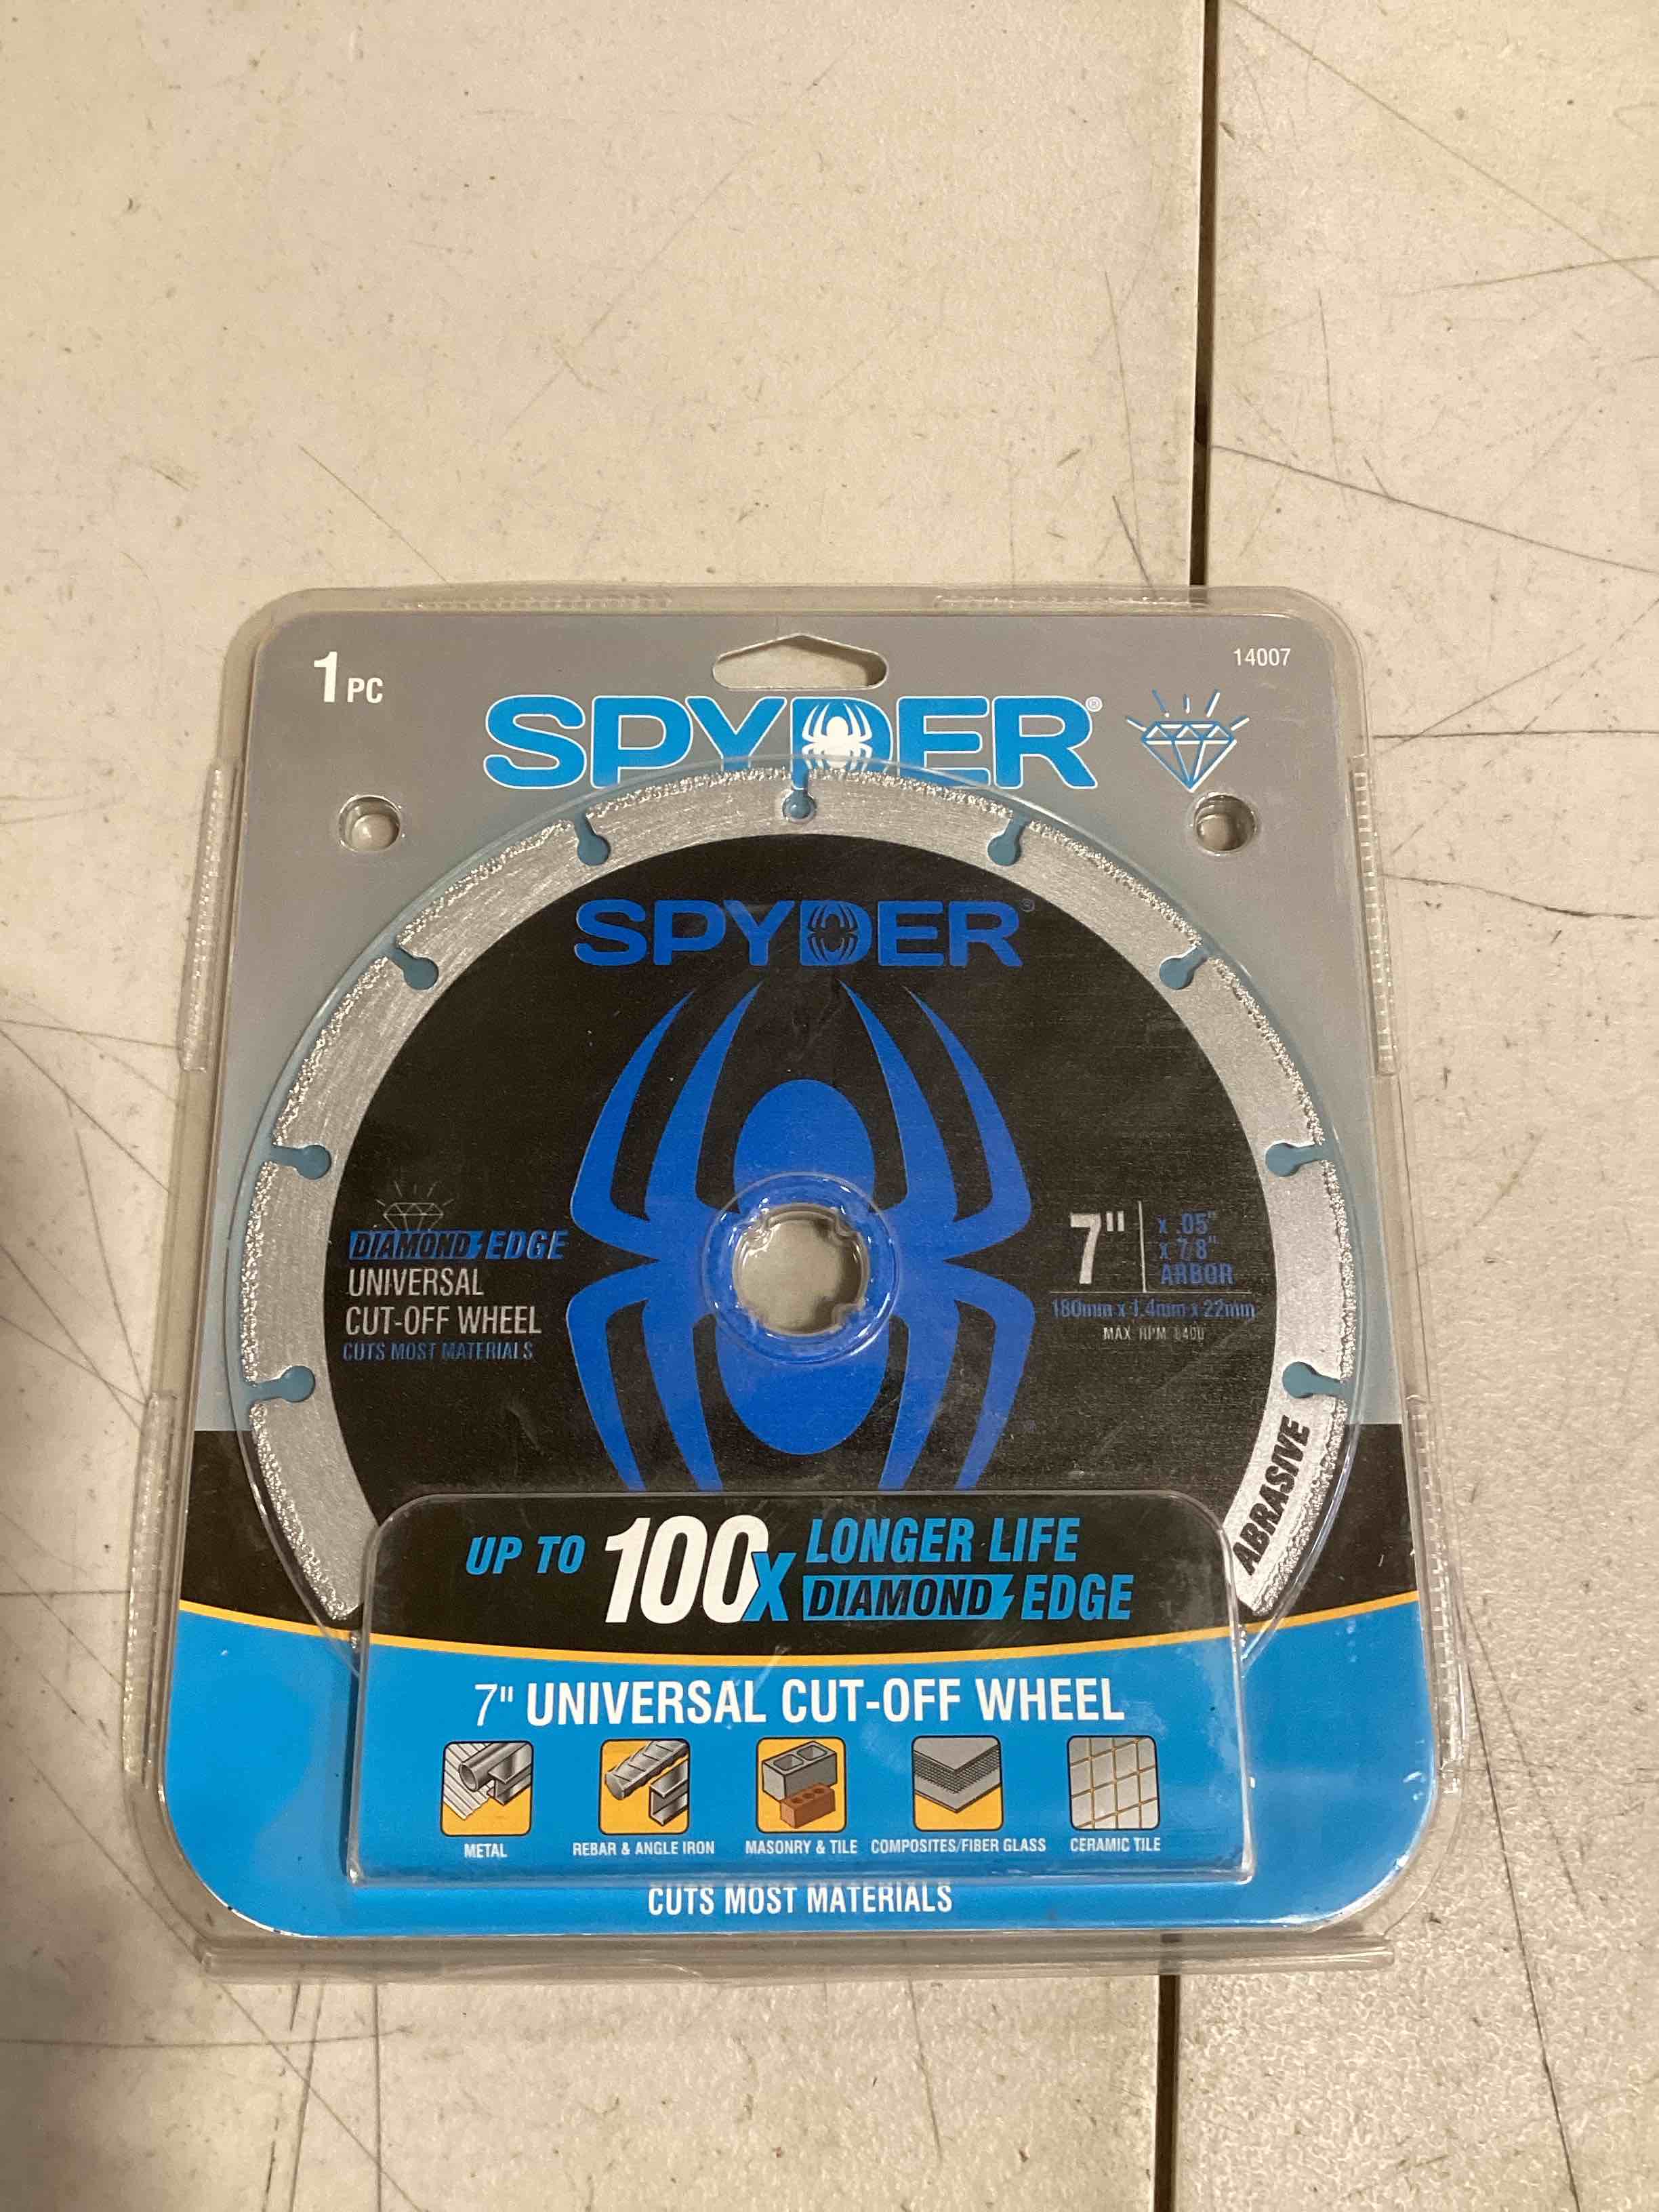 1 PC
14007
SPYDER®
SPYDER®
DIAMOND EDGE
UNIVERSAL
CUT-OFF WHEEL
CUTS MOST MATERIALS
7"
x .05"
x 7/8"
ARBOR
180mm x 1.4mm x 22mm
MAX RPM
ABRASIVE
UP TO 100X LONGER LIFE
DIAMOND EDGE
7" UNIVERSAL CUT-OFF WHEEL
METAL
REBAR & ANGLE IRON
MASONRY & TILE
COMPOSITES/FIBER GLASS
CERAMIC TILE
CUTS MOST MATERIALS